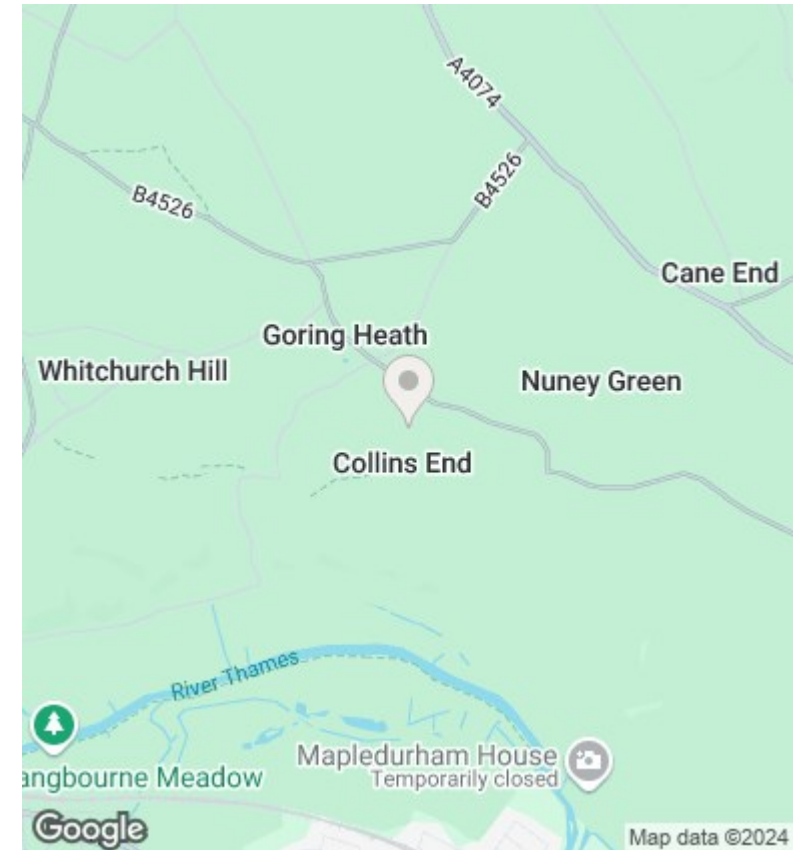 A4074
B4526
B4526
Cane End
Goring Heath
Whitchurch Hill
Nuney Green
Collins End
River Thames
Mapledurham House
Temporarily closed
angbourne Meadow
Google
Map data ©2024